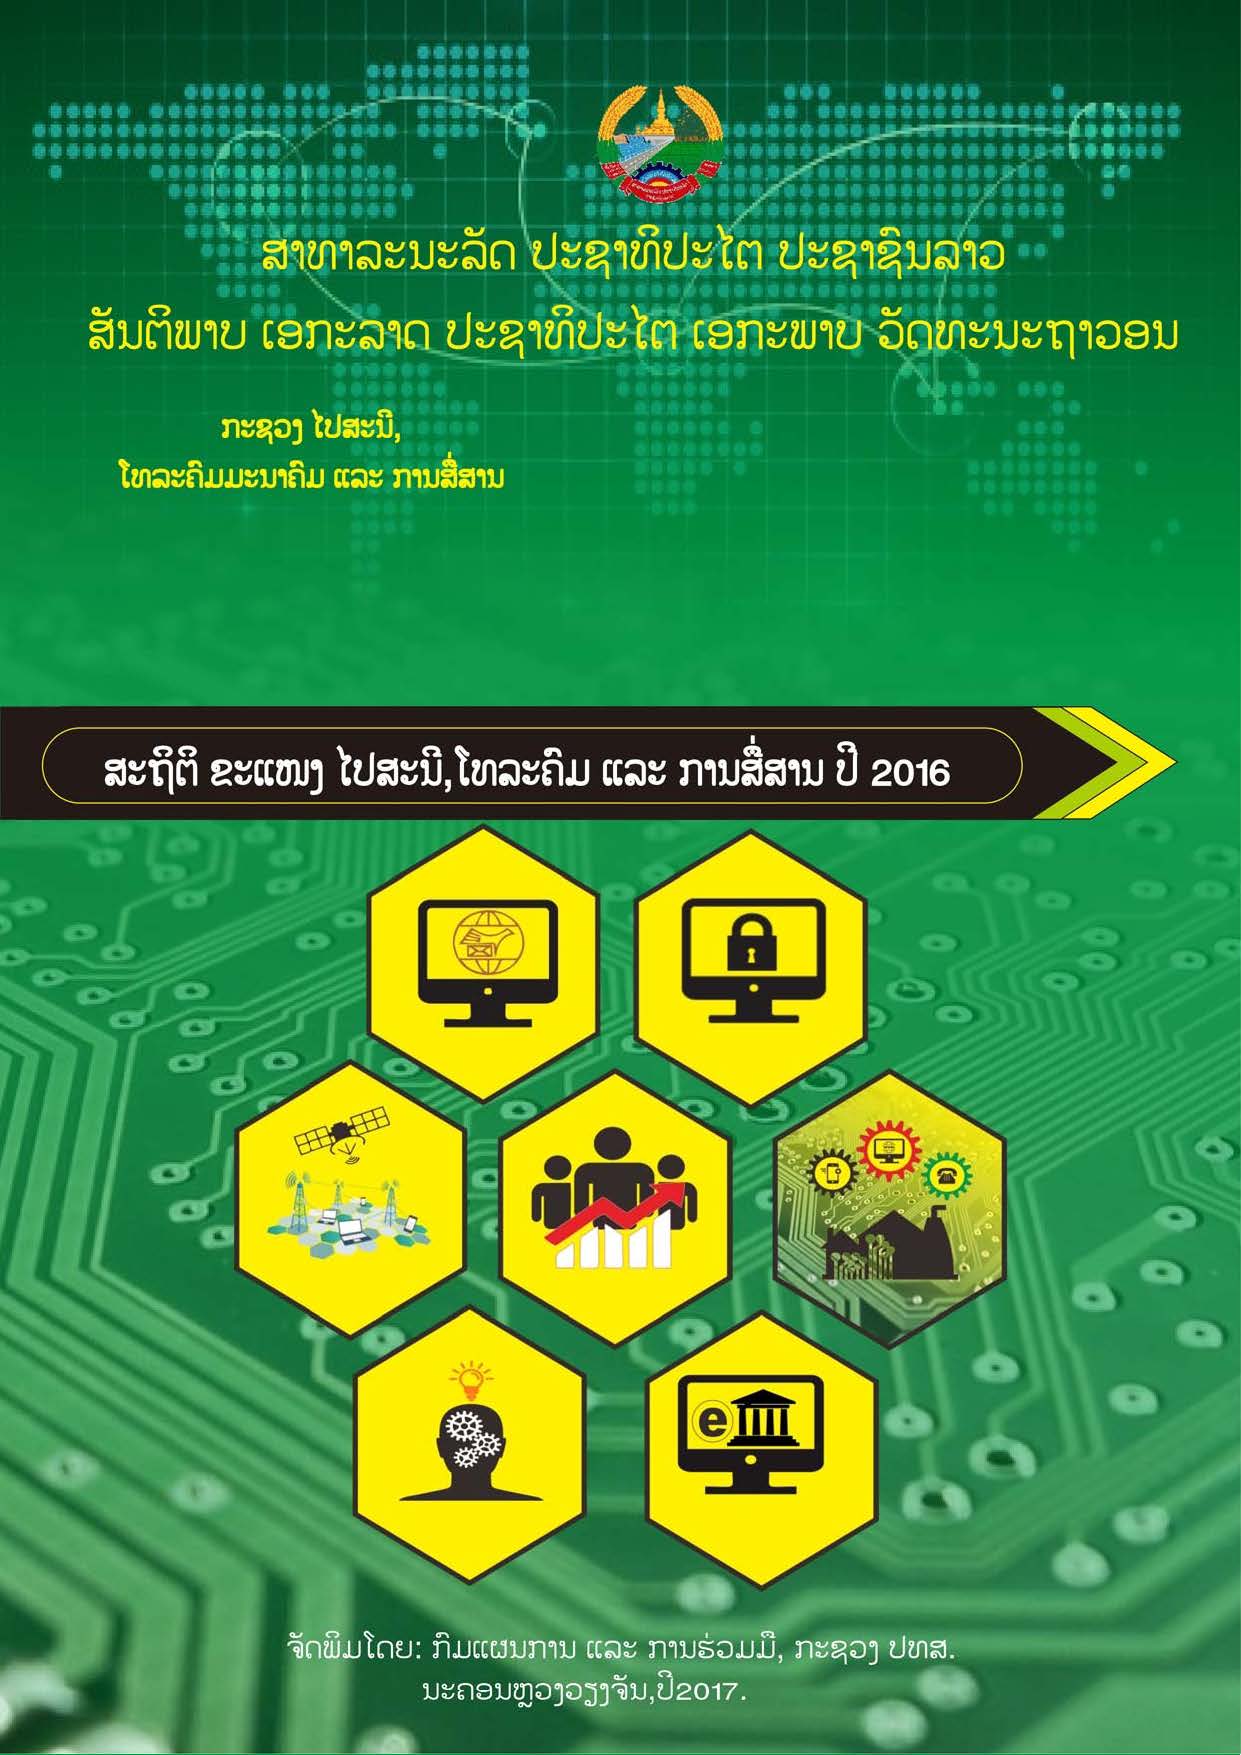 ສາທາລະນະລັດ ປະຊາທິປະໄຕ ປະຊາຊົນລາວ
ສັນຕິພາບ ເອກະລາດ ປະຊາທິປະໄຕ ເອກະພາບ ວັດທະນະຖາວອນ
ກະຊວງ ໄປສະນີ,
ໂທລະຄົມມະນາຄົມ ແລະ ການສື່ສານ
ສະຖິຕິ ຂະແໜງ ໄປສະນີ,ໂທລະຄົມ ແລະ ການສື່ສານ ປີ 2016
e
ຈັດພິມໂດຍ: ກົມແຜນການ ແລະ ການຮ່ວມມື, ກະຊວງ ປທສ.
ນະຄອນຫຼວງວຽງຈັນ,ປີ2017.